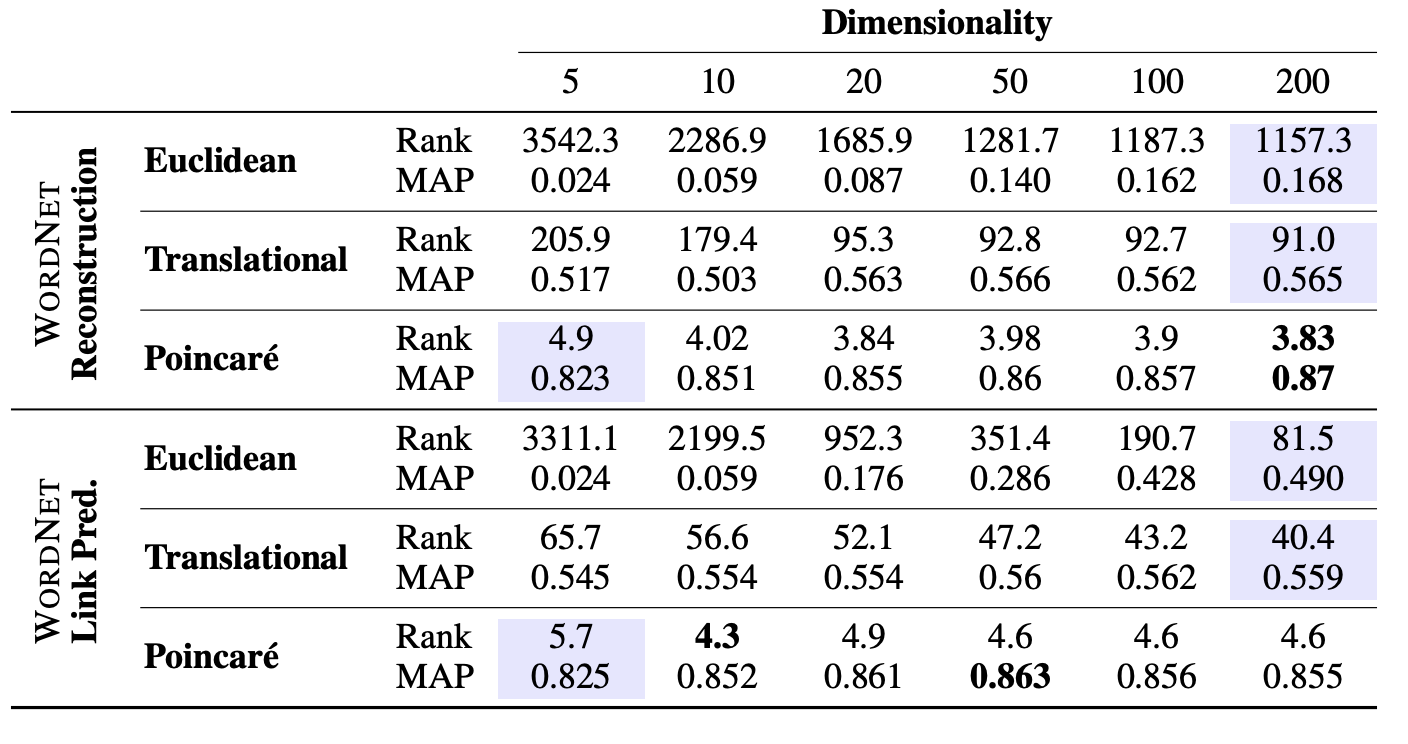 Dimensionality
5 10 20 50 100 200
WORDNET
Reconstruction
Euclidean
Rank 3542.3 2286.9 1685.9 1281.7 1187.3 1157.3
MAP 0.024 0.059 0.087 0.140 0.162 0.168
Translational
Rank 205.9 179.4 95.3 92.8 92.7 91.0
MAP 0.517 0.503 0.563 0.566 0.562 0.565
Poincaré
Rank 4.9 4.02 3.84 3.98 3.9 3.83
MAP 0.823 0.851 0.855 0.86 0.857 0.87
WORDNET
Link Pred.
Euclidean
Rank 3311.1 2199.5 952.3 351.4 190.7 81.5
MAP 0.024 0.059 0.176 0.286 0.428 0.490
Translational
Rank 65.7 56.6 52.1 47.2 43.2 40.4
MAP 0.545 0.554 0.554 0.56 0.562 0.559
Poincaré
Rank 5.7 4.3 4.9 4.6 4.6 4.6
MAP 0.825 0.852 0.861 0.863 0.856 0.855